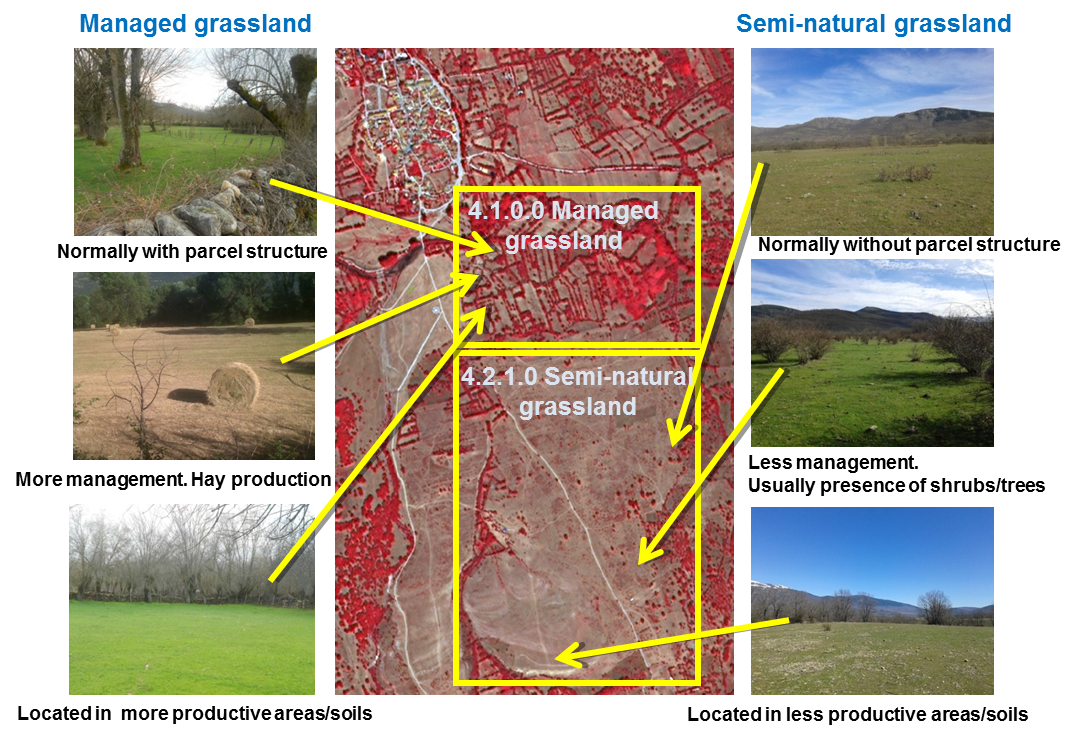 Managed grassland
Semi-natural grassland
4.1.0.0 Managed
grassland
Normally with parcel structure
Normally without parcel structure
4.2.1.0 Semi-natural
grassland
More management. Hay production
Less management.
Usually presence of shrubs/trees
Located in more productive areas/soils
Located in less productive areas/soils